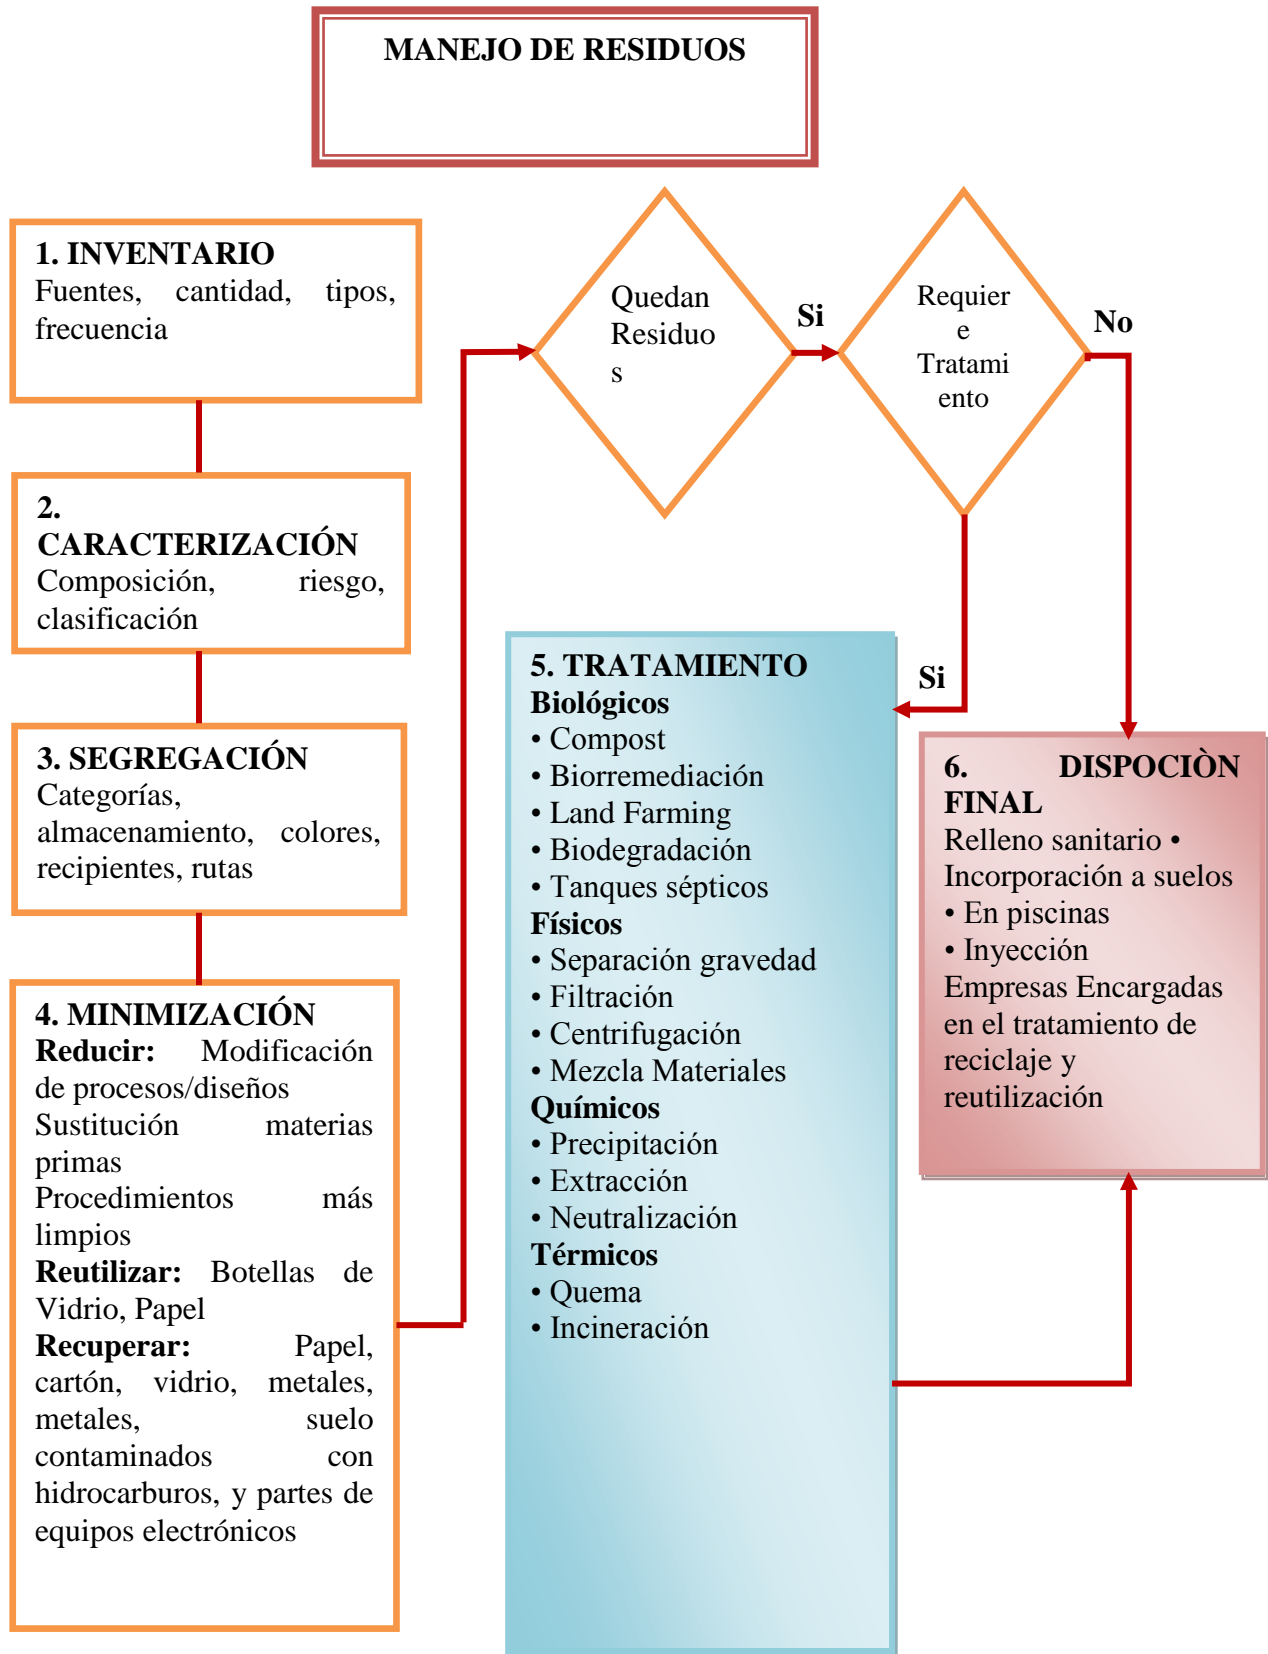 MANEJO DE RESIDUOS
1. INVENTARIO
Fuentes, cantidad, tipos,
frecuencia
2.
CARACTERIZACIÓN
Composición, riesgo,
clasificación
3. SEGREGACIÓN
Categorías,
almacenamiento, colores,
recipientes, rutas
4. MINIMIZACIÓN
Reducir: Modificación
de procesos/diseños
Sustitución materias
primas
Procedimientos más
limpios
Reutilizar: Botellas de
Vidrio, Papel
Recuperar: Papel,
cartón, vidrio, metales,
metales, suelo
contaminados con
hidrocarburos, y partes de
equipos electrónicos
Quedan
Residuo
s
Si
Requier
e
Tratami
ento
No
Si
5. TRATAMIENTO
Biológicos
• Compost
• Biorremediación
• Land Farming
• Biodegradación
• Tanques sépticos
Físicos
• Separación gravedad
• Filtración
• Centrifugación
• Mezcla Materiales
Químicos
• Precipitación
• Extracción
• Neutralización
Térmicos
• Quema
• Incineración
6. DISPOCIÒN
FINAL
Relleno sanitario •
Incorporación a suelos
• En piscinas
• Inyección
Empresas Encargadas
en el tratamiento de
reciclaje y
reutilización